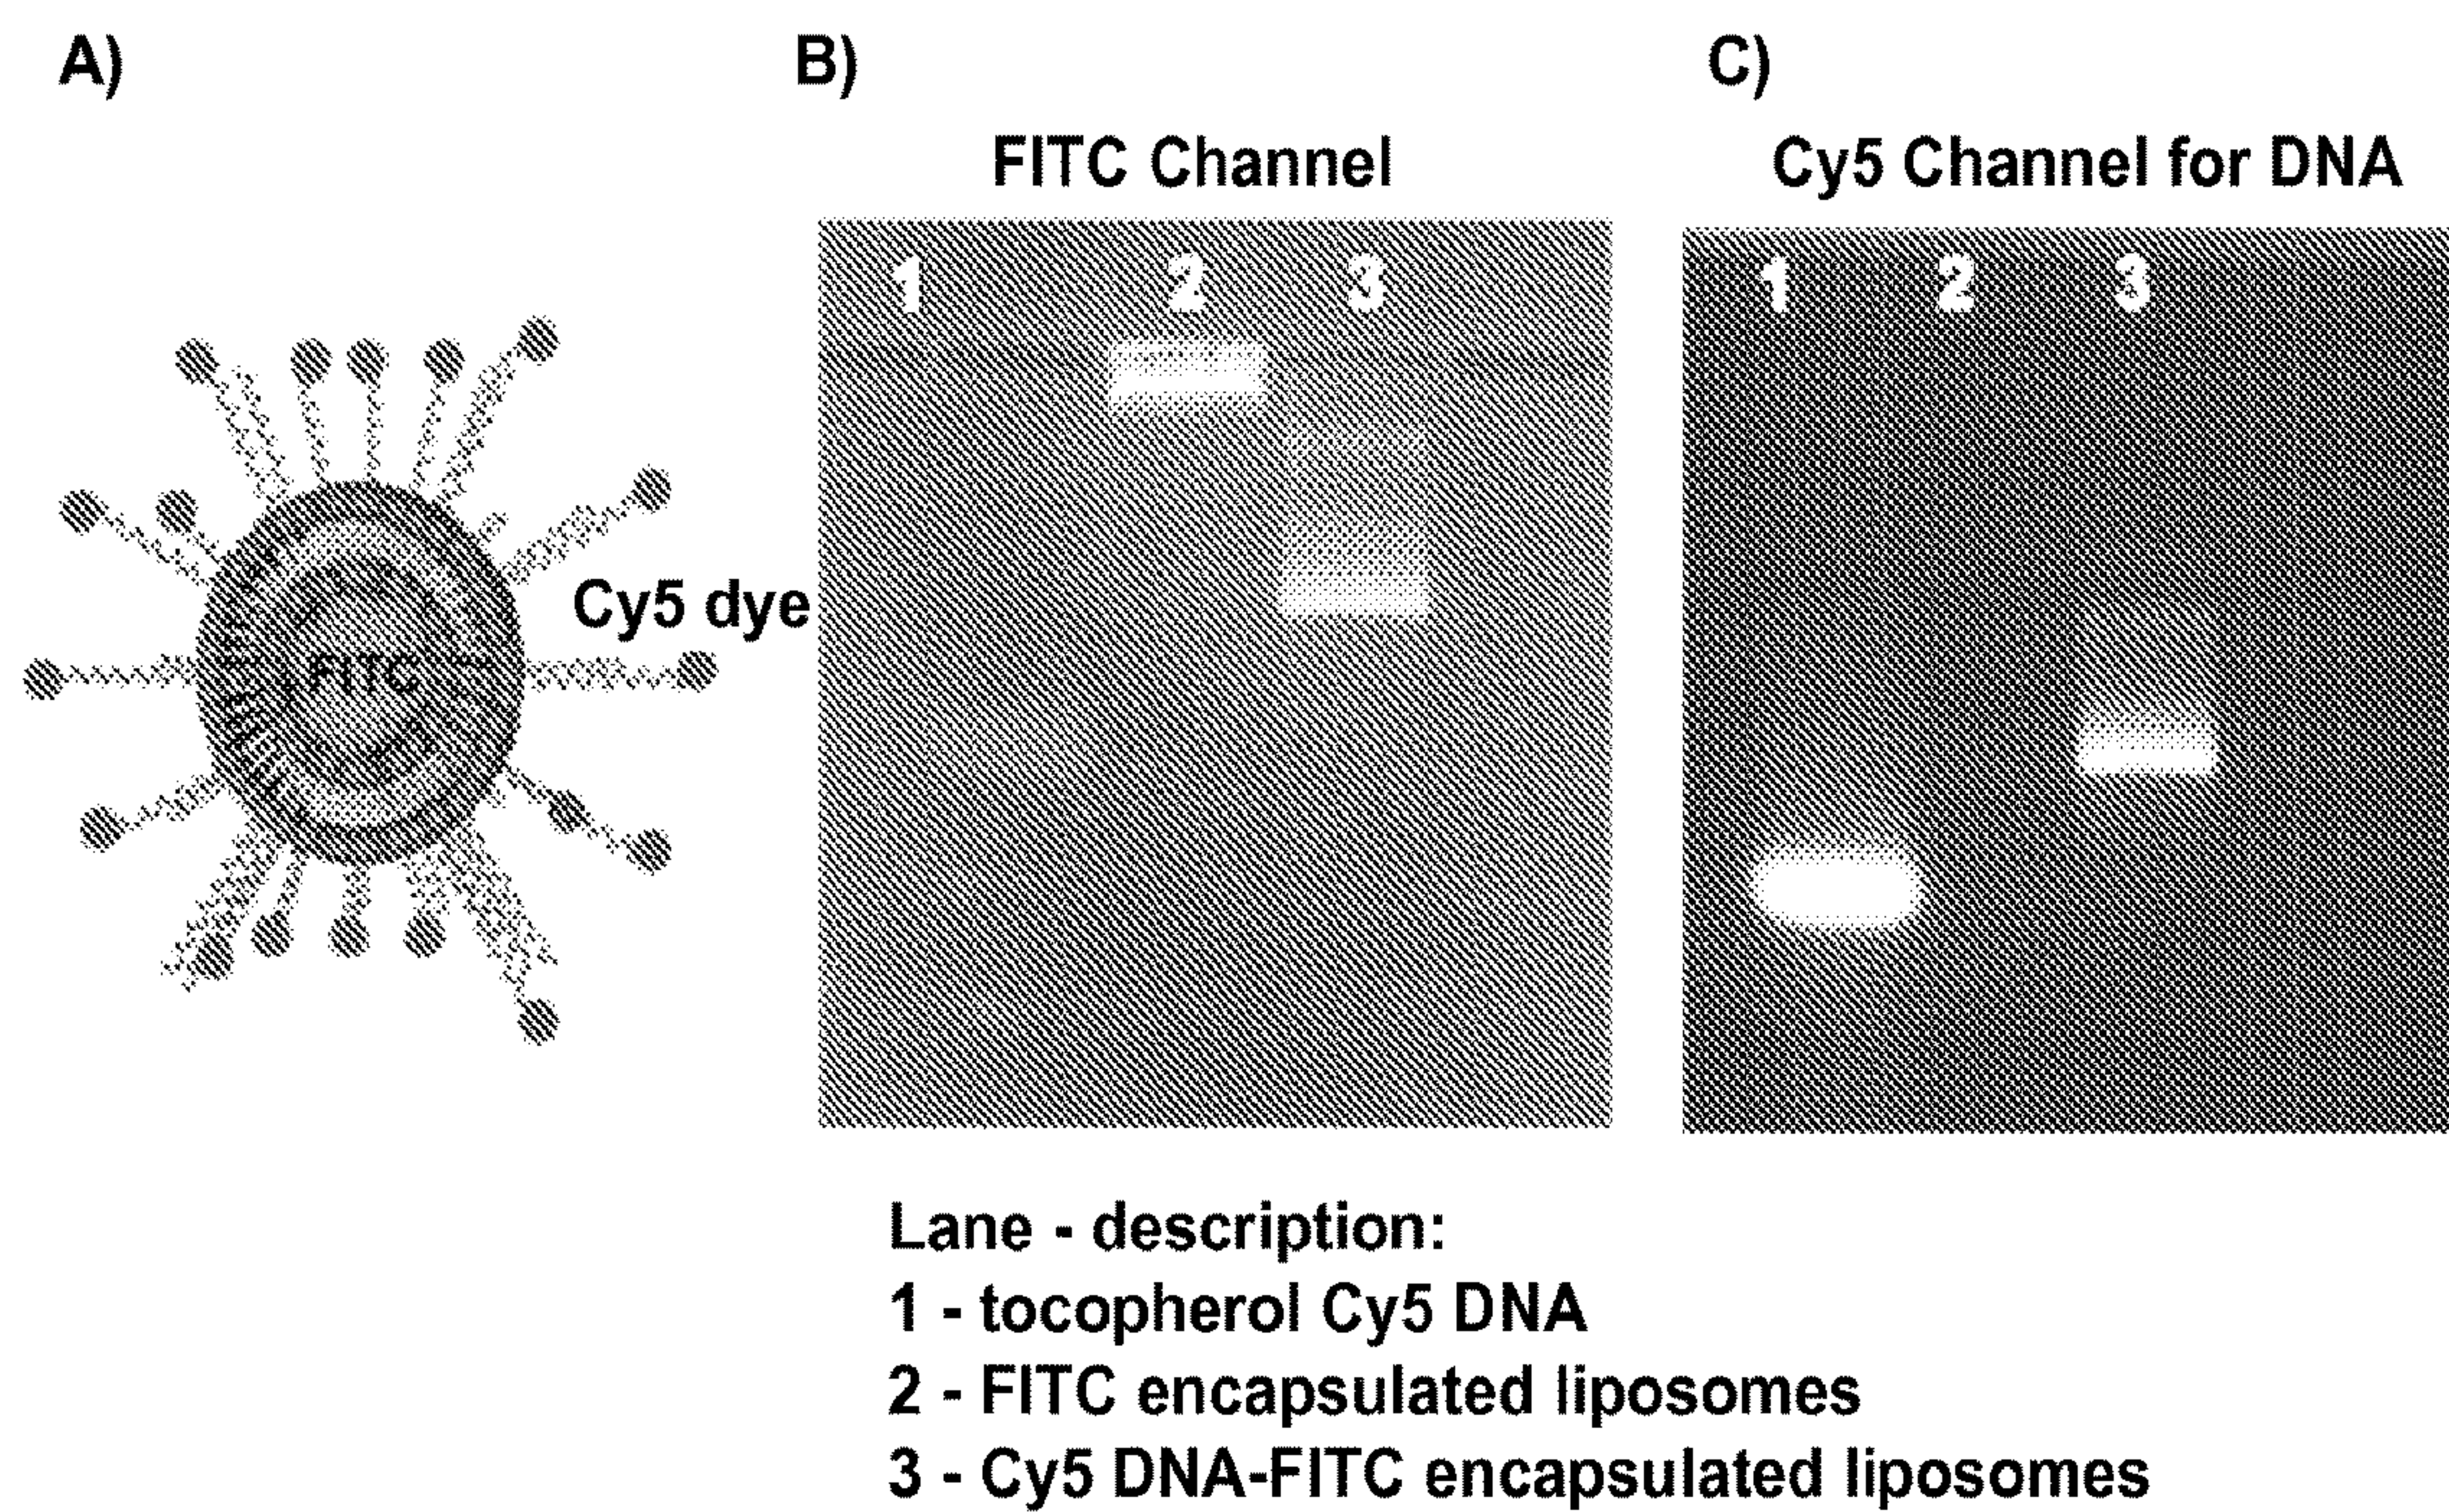 A)
B)
C)
FITC Channel
Cy5 Channel for DNA
1 2 3
1 2 3
Cy5 dye
FITC
Lane - description:
1 - tocopherol Cy5 DNA
2 - FITC encapsulated liposomes
3 - Cy5 DNA-FITC encapsulated liposomes